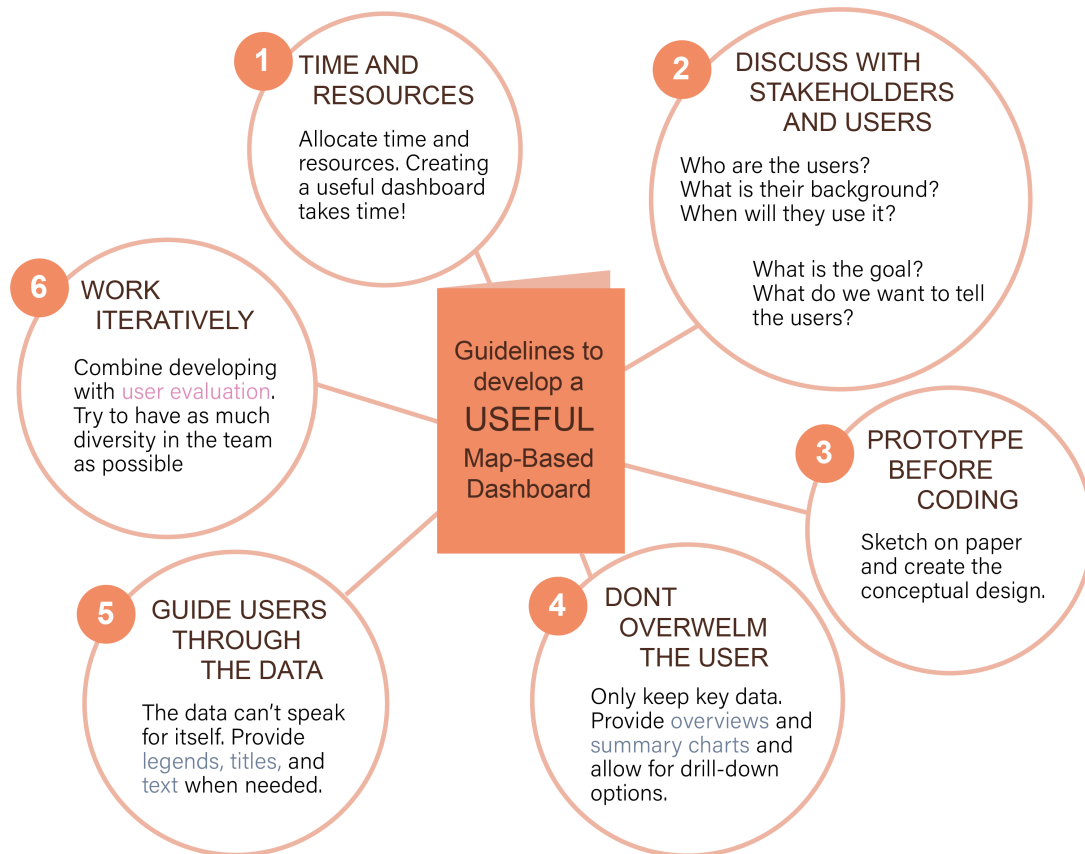 Guidelines to
develop a
USEFUL
Map-Based
Dashboard
1
TIME AND
RESOURCES
Allocate time and
resources. Creating
a useful dashboard
takes time!
2
DISCUSS WITH
STAKEHOLDERS
AND USERS
Who are the users?
What is their background?
When will they use it?
What is the goal?
What do we want to tell
the users?
3
PROTOTYPE
BEFORE
CODING
Sketch on paper
and create the
conceptual design.
4
DONT
OVERWELM
THE USER
Only keep key data.
Provide overviews and
summary charts and
allow for drill-down
options.
5
GUIDE USERS
THROUGH
THE DATA
The data can’t speak
for itself. Provide
legends, titles, and
text when needed.
6
WORK
ITERATIVELY
Combine developing
with user evaluation.
Try to have as much
diversity in the team
as possible